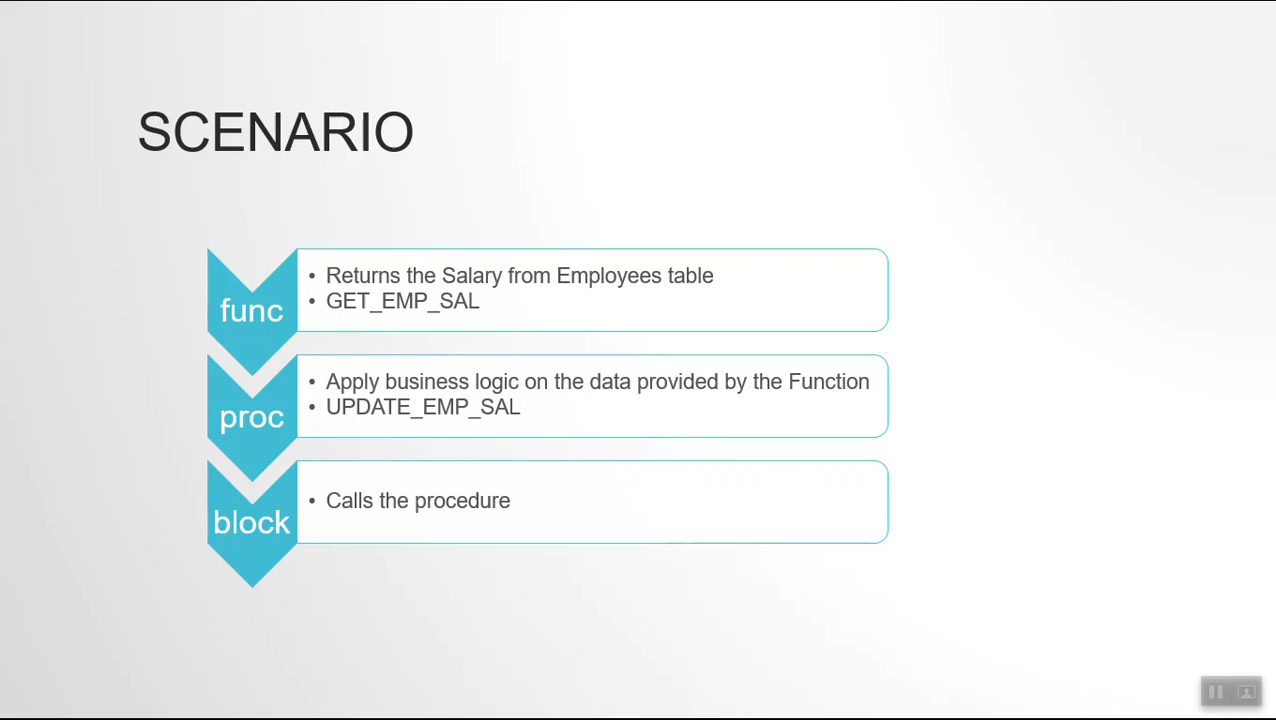 SCENARIO
func
• Returns the Salary from Employees table
• GET_EMP_SAL
proc
• Apply business logic on the data provided by the Function
• UPDATE_EMP_SAL
block
• Calls the procedure